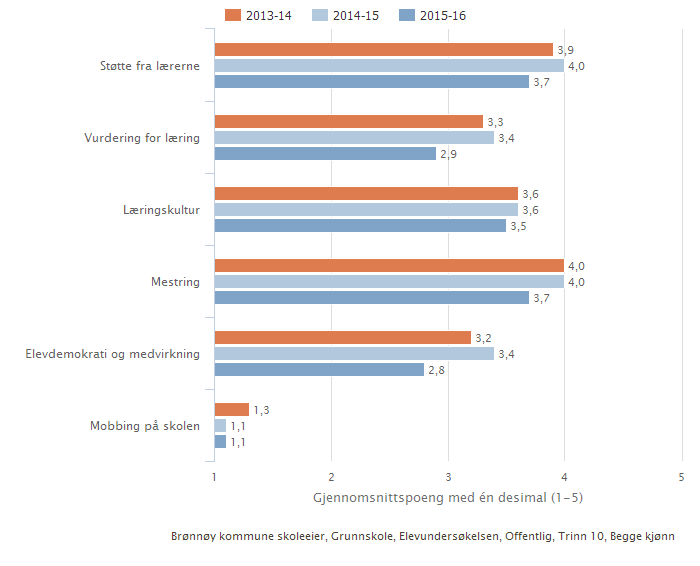 2013-14 2014-15 2015-16
Støtte fra lærerne 3,9
4,0
3,7
Vurdering for læring 3,3
3,4
2,9
Læringskultur 3,6
3,6
3,5
Mestring 4,0
4,0
3,7
Elevdemokrati og medvirkning 3,2
3,4
2,8
Mobbing på skolen 1,3
1,1
1,1
1 2 3 4 5
Gjennomsnittspoeng med én desimal (1-5)
Brønnøy kommune skoleeier, Grunnskole, Elevundersøkelsen, Offentlig, Trinn 10, Begge kjønn